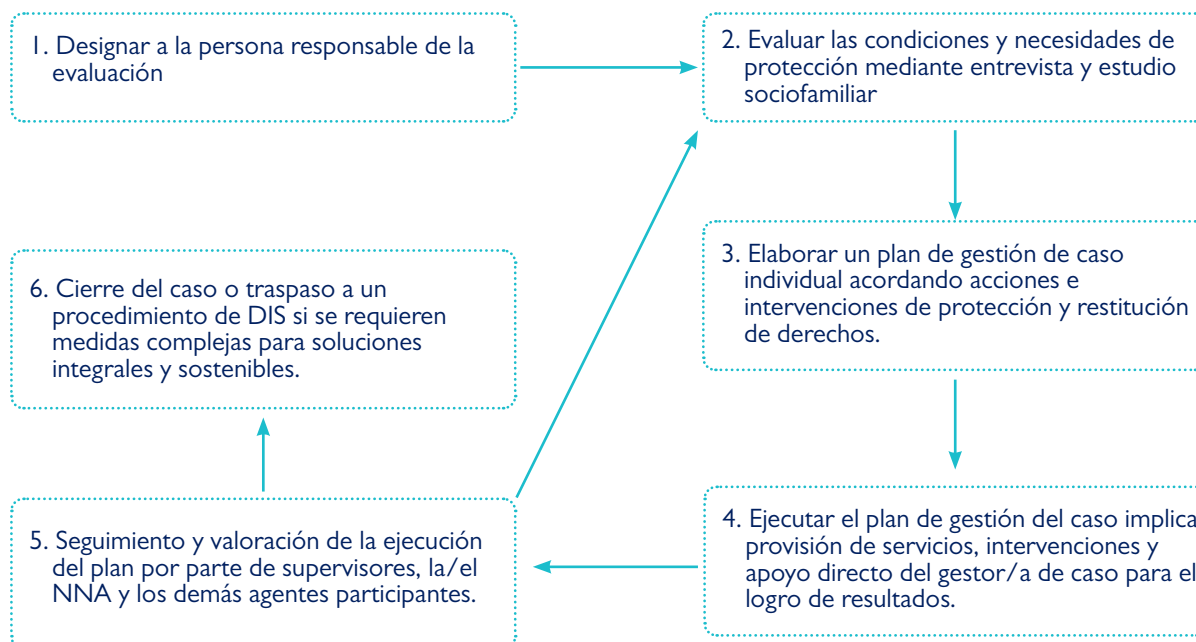 1. Designar a la persona responsable de la
evaluación
2. Evaluar las condiciones y necesidades de
protección mediante entrevista y estudio
sociofamiliar
3. Elaborar un plan de gestión de caso
individual acordando acciones e
intervenciones de protección y restitución
de derechos.
4. Ejecutar el plan de gestión del caso implica
provisión de servicios, intervenciones y
apoyo directo del gestor/a de caso para el
logro de resultados.
5. Seguimiento y valoración de la ejecución
del plan por parte de supervisores, la/el
NNA y los demás agentes participantes.
6. Cierre del caso o traspaso a un
procedimiento de DIS si se requieren
medidas complejas para soluciones
integrales y sostenibles.